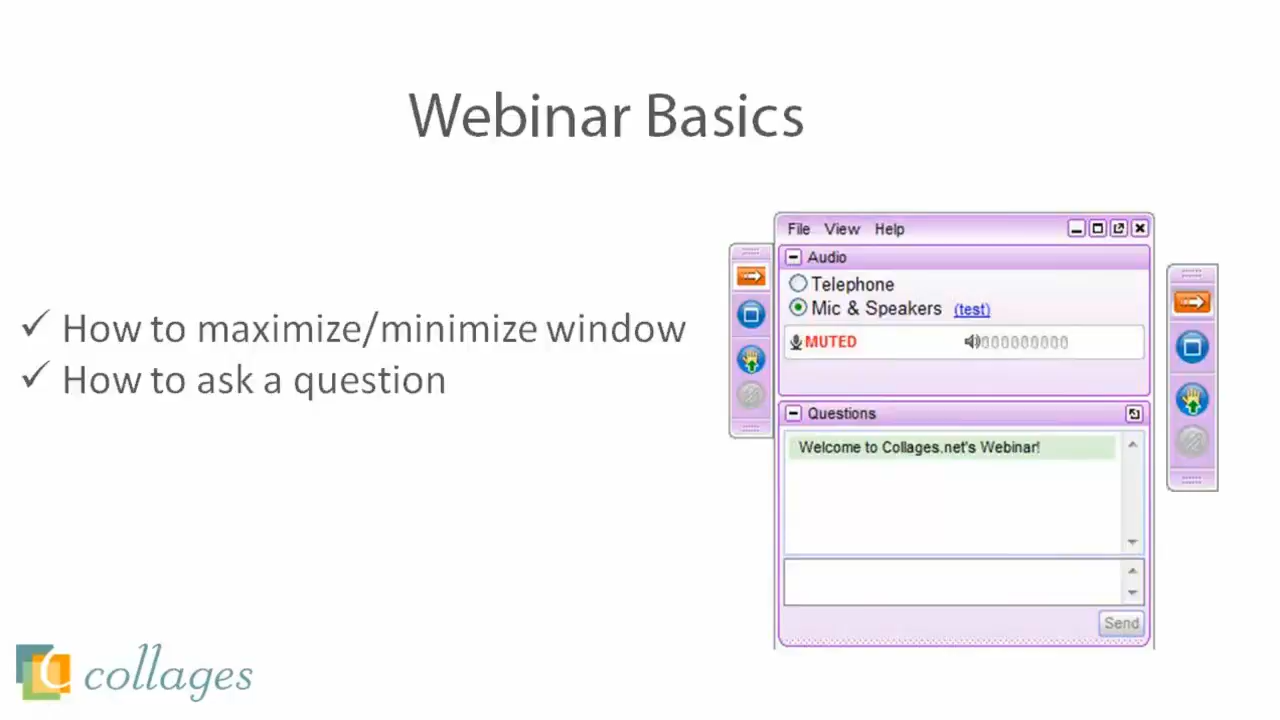 Webinar Basics
✓ How to maximize/minimize window
✓ How to ask a question
File View Help
Audio
Telephone
Mic & Speakers (test)
MUTED 000000000
Questions
Welcome to Collages.net's Webinar!
Send
collages